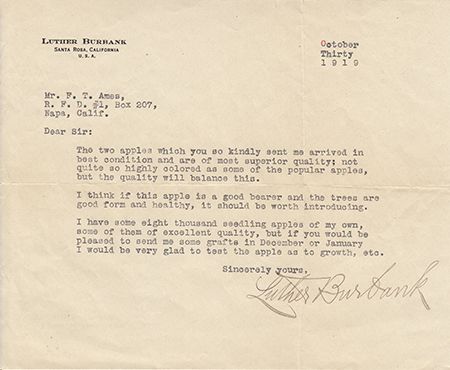 LUTHER BURBANK
SANTA ROSA, CALIFORNIA
U. S. A.
October
Thirty
1919
Mr. F. T. Ames,
R. F. D. #1, Box 207,
Napa, Calif.
Dear Sir:
The two apples which you so kindly sent me arrived in
best condition and are of most superior quality; not
quite so highly colored as some of the popular apples,
but the quality will balance this.
I think if this apple is a good bearer and the trees are
good form and healthy, it should be worth introducing.
I have some eight thousand seedling apples of my own,
some of them of excellent quality, but if you would be
pleased to send me some grafts in December or January
I would be very glad to test the apple as to growth, etc.
Sincerely yours,
Luther Burbank